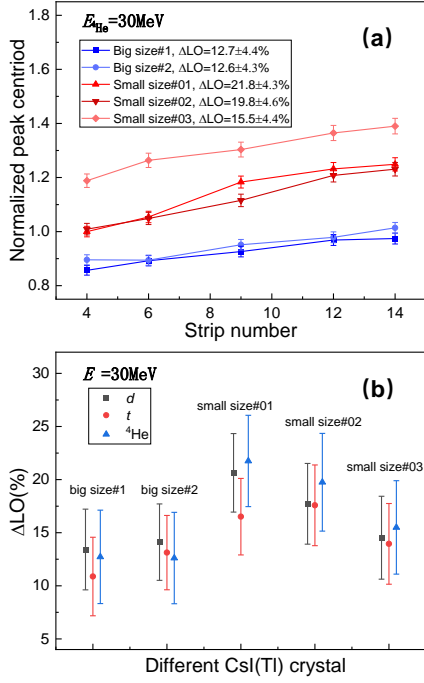 E₄He=30MeV
(a)
Big size#1, ΔLO=12.7±4.4%
Big size#2, ΔLO=12.6±4.3%
Small size#01, ΔLO=21.8±4.3%
Small size#02, ΔLO=19.8±4.6%
Small size#03, ΔLO=15.5±4.4%
Normalized peak centriod
1.8
1.6
1.4
1.2
1.0
0.8
4 6 8 10 12 14
Strip number
E =30MeV
(b)
d
t
⁴He
small size#01
small size#02
small size#03
big size#1
big size#2
ΔLO(%)
30
25
20
15
10
5
Different CsI(Tl) crystal